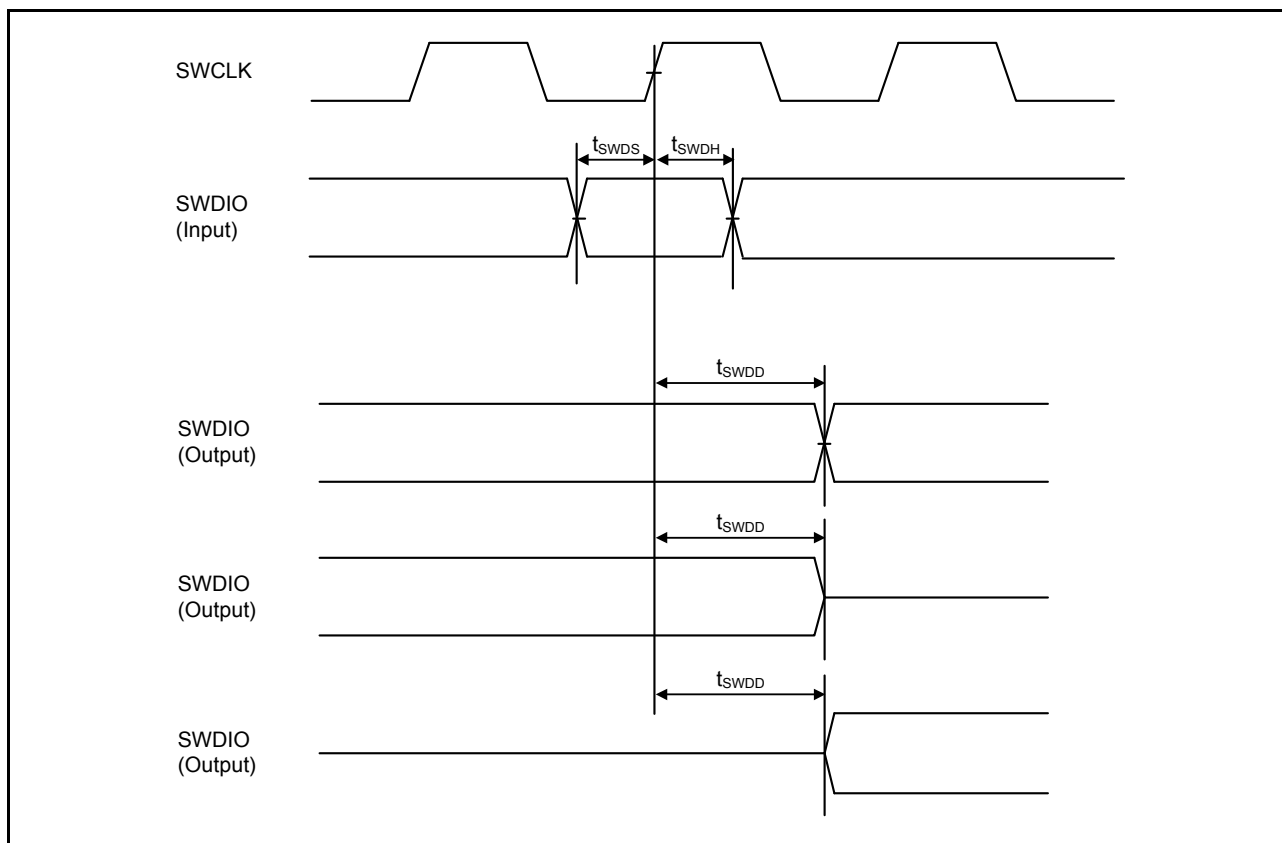 SWCLK
tSWDS
tSWDH
SWDIO
(Input)
tSWDD
SWDIO
(Output)
tSWDD
SWDIO
(Output)
tSWDD
SWDIO
(Output)